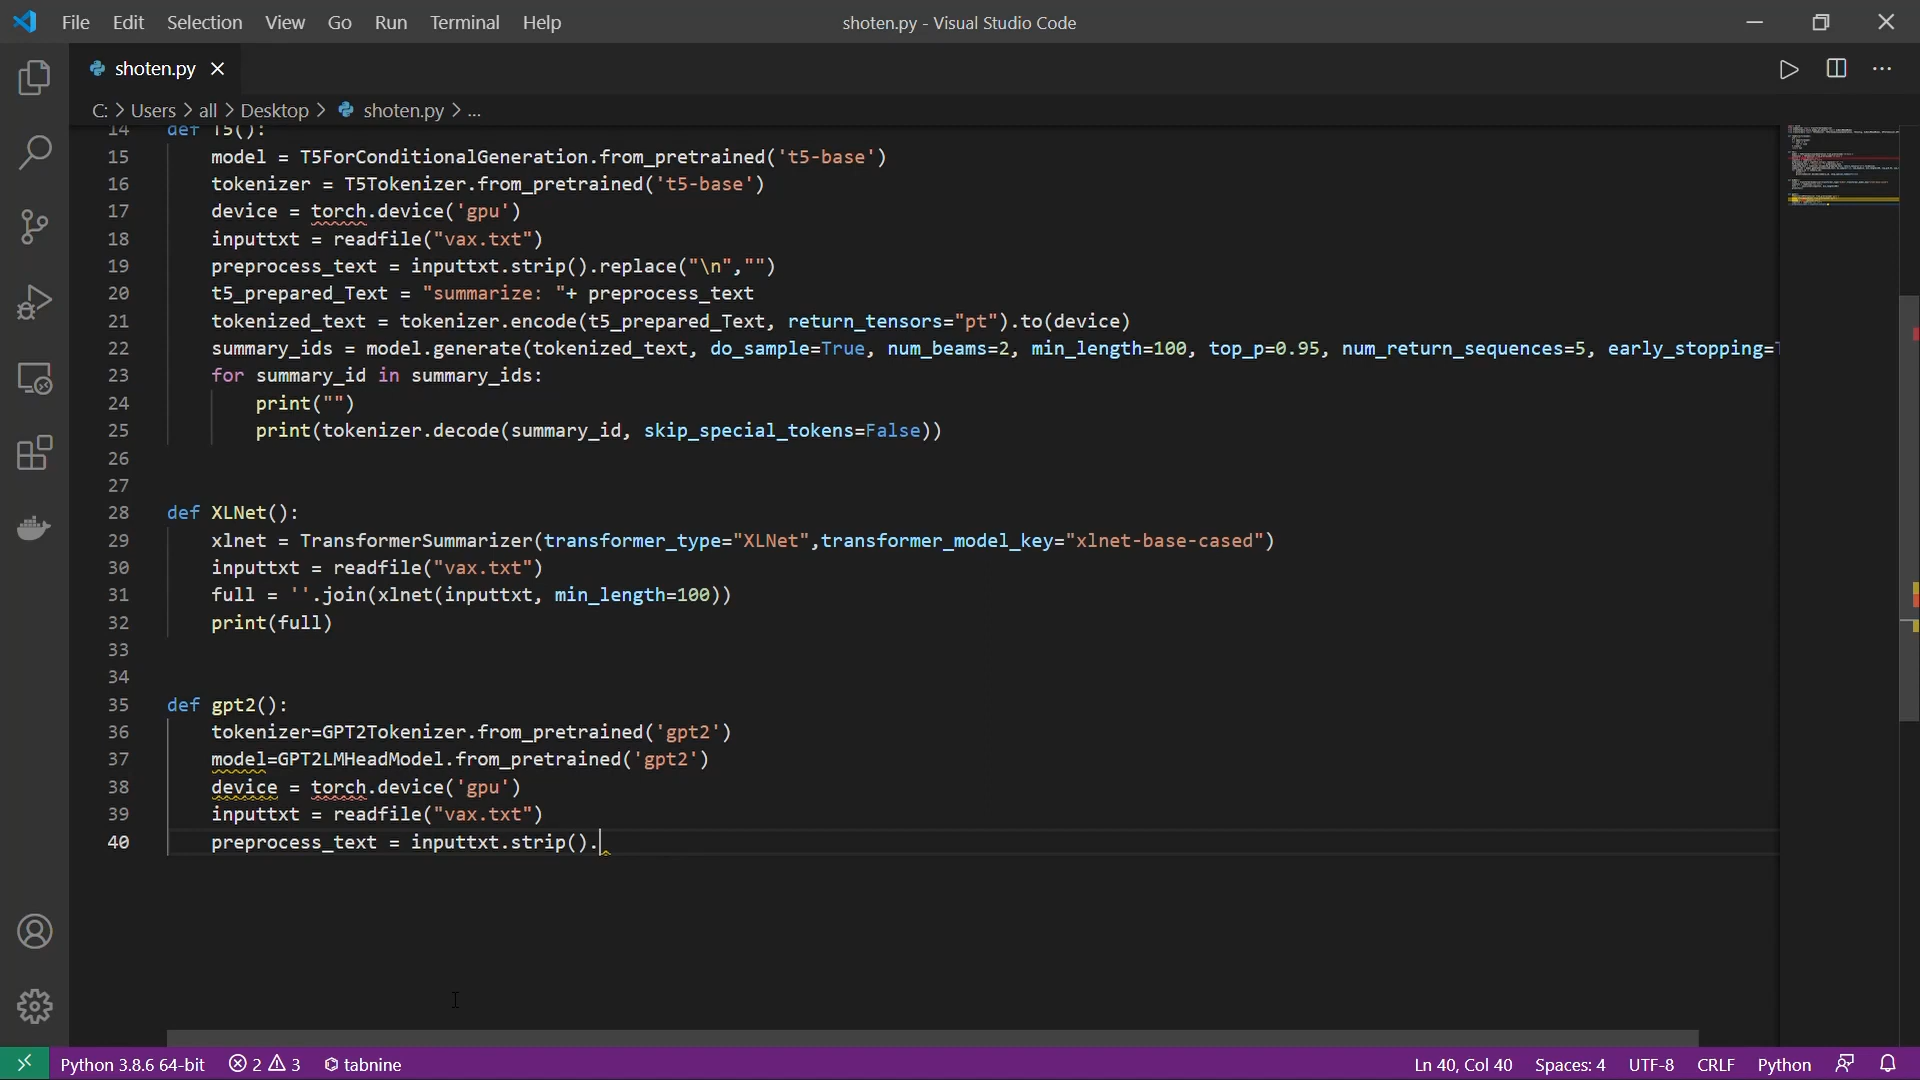 File Edit Selection View Go Run Terminal Help
shoten.py - Visual Studio Code
shoten.py
C: > Users > all > Desktop > shoten.py > ...
14 def T5():
15 model = T5ForConditionalGeneration.from_pretrained('t5-base')
16 tokenizer = T5Tokenizer.from_pretrained('t5-base')
17 device = torch.device('gpu')
18 inputtxt = readfile("vax.txt")
19 preprocess_text = inputtxt.strip().replace("\n","")
20 t5_prepared_Text = "summarize: "+ preprocess_text
21 tokenized_text = tokenizer.encode(t5_prepared_Text, return_tensors="pt").to(device)
22 summary_ids = model.generate(tokenized_text, do_sample=True, num_beams=2, min_length=100, top_p=0.95, num_return_sequences=5, early_stopping=
23 for summary_id in summary_ids:
24 print("")
25 print(tokenizer.decode(summary_id, skip_special_tokens=False))
26
27
28 def XLNet():
29 xlnet = TransformerSummarizer(transformer_type="XLNet",transformer_model_key="xlnet-base-cased")
30 inputtxt = readfile("vax.txt")
31 full = ''.join(xlnet(inputtxt, min_length=100))
32 print(full)
33
34
35 def gpt2():
36 tokenizer=GPT2Tokenizer.from_pretrained('gpt2')
37 model=GPT2LMHeadModel.from_pretrained('gpt2')
38 device = torch.device('gpu')
39 inputtxt = readfile("vax.txt")
40 preprocess_text = inputtxt.strip().
Python 3.8.6 64-bit 2 3 tabnine Ln 40, Col 40 Spaces: 4 UTF-8 CRLF Python